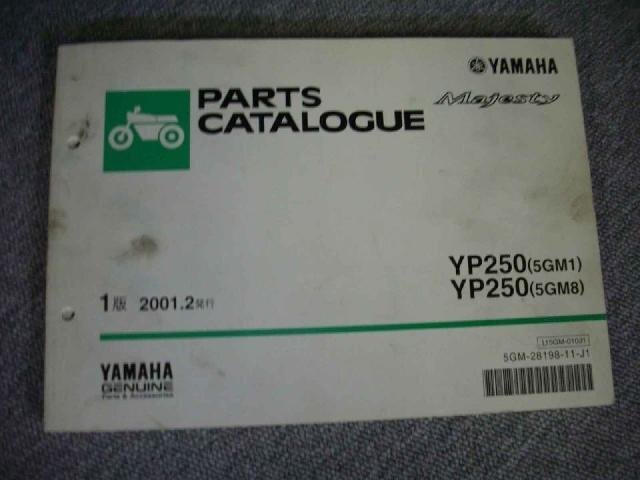 YAMAHA
PARTS
CATALOGUE
Majesty
YP250(5GM1)
YP250(5GM8)
1版 2001.2発行
YAMAHA
GENUINE
Parts & Accessories
5GM-28198-11-J1